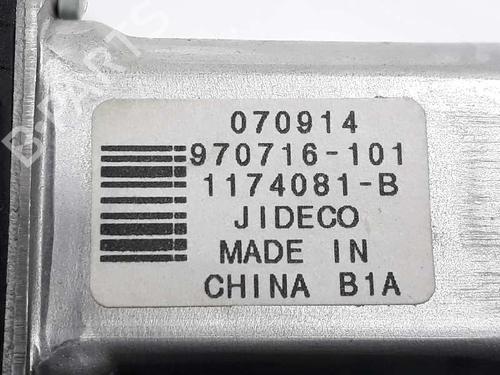 070914
970716-101
1174081-B
JIDECO
MADE IN
CHINA B1A